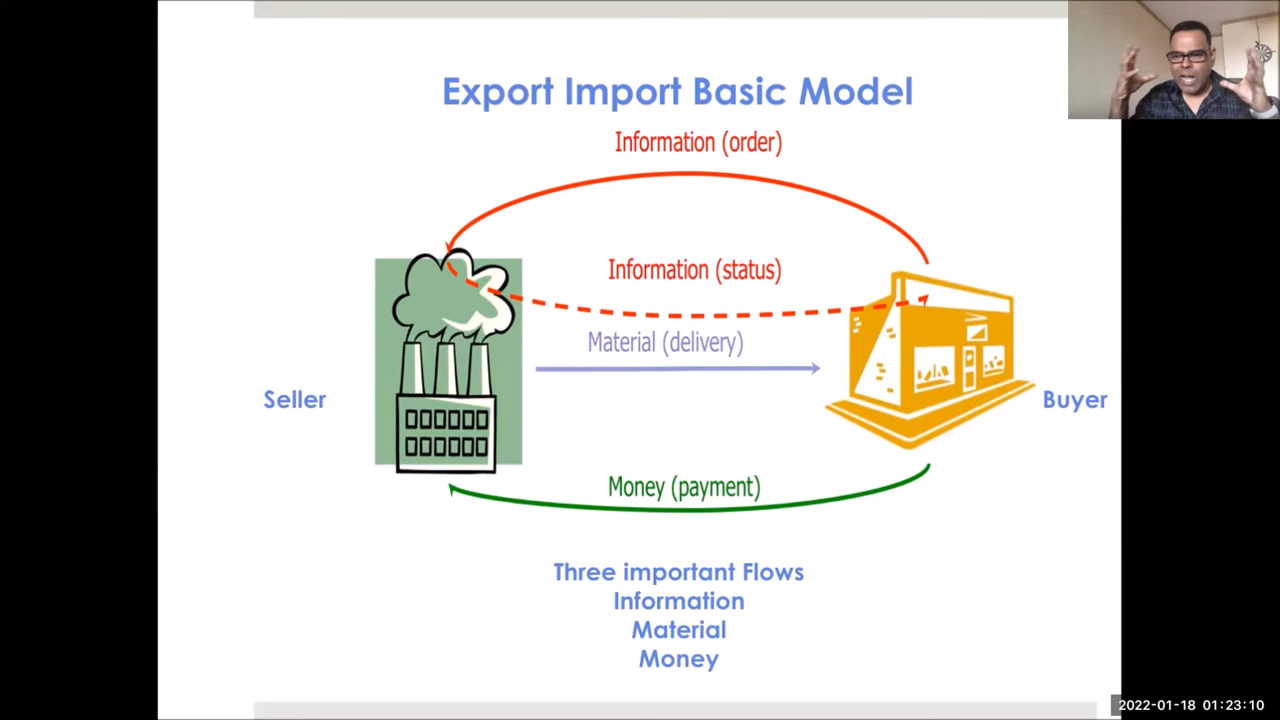 Export Import Basic Model
Information (order)
Information (status)
Material (delivery)
Seller
Buyer
Money (payment)
Three important Flows
Information
Material
Money
2022-01-18 01:23:10